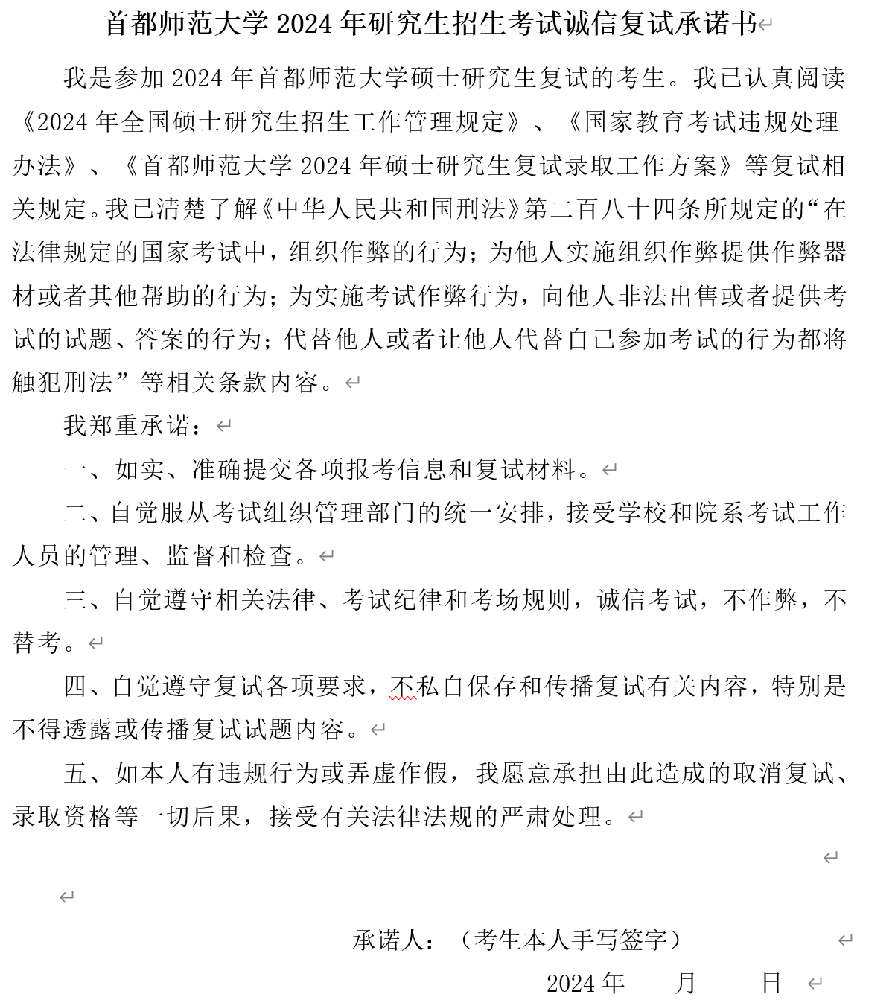 首都师范大学 2024 年研究生招生考试诚信复试承诺书↵
我是参加 2024 年首都师范大学硕士研究生复试的考生。我已认真阅读
《2024 年全国硕士研究生招生工作管理规定》、《国家教育考试违规处理
办法》、《首都师范大学 2024 年硕士研究生复试录取工作方案》等复试相
关规定。我已清楚了解《中华人民共和国刑法》第二百八十四条所规定的“在
法律规定的国家考试中，组织作弊的行为；为他人实施组织作弊提供作弊器
材或者其他帮助的行为；为实施考试作弊行为，向他人非法出售或者提供考
试的试题、答案的行为；代替他人或者让他人代替自己参加考试的行为都将
触犯刑法”等相关条款内容。↵
我郑重承诺：↵
一、如实、准确提交各项报考信息和复试材料。↵
二、自觉服从考试组织管理部门的统一安排，接受学校和院系考试工作
人员的管理、监督和检查。↵
三、自觉遵守相关法律、考试纪律和考场规则，诚信考试，不作弊，不
替考。↵
四、自觉遵守复试各项要求，不私自保存和传播复试有关内容，特别是
不得透露或传播复试试题内容。↵
五、如本人有违规行为或弄虚作假，我愿意承担由此造成的取消复试、
录取资格等一切后果，接受有关法律法规的严肃处理。↵
↵
↵
承诺人：（考生本人手写签字） ↵
2024 年 月 日 ↵